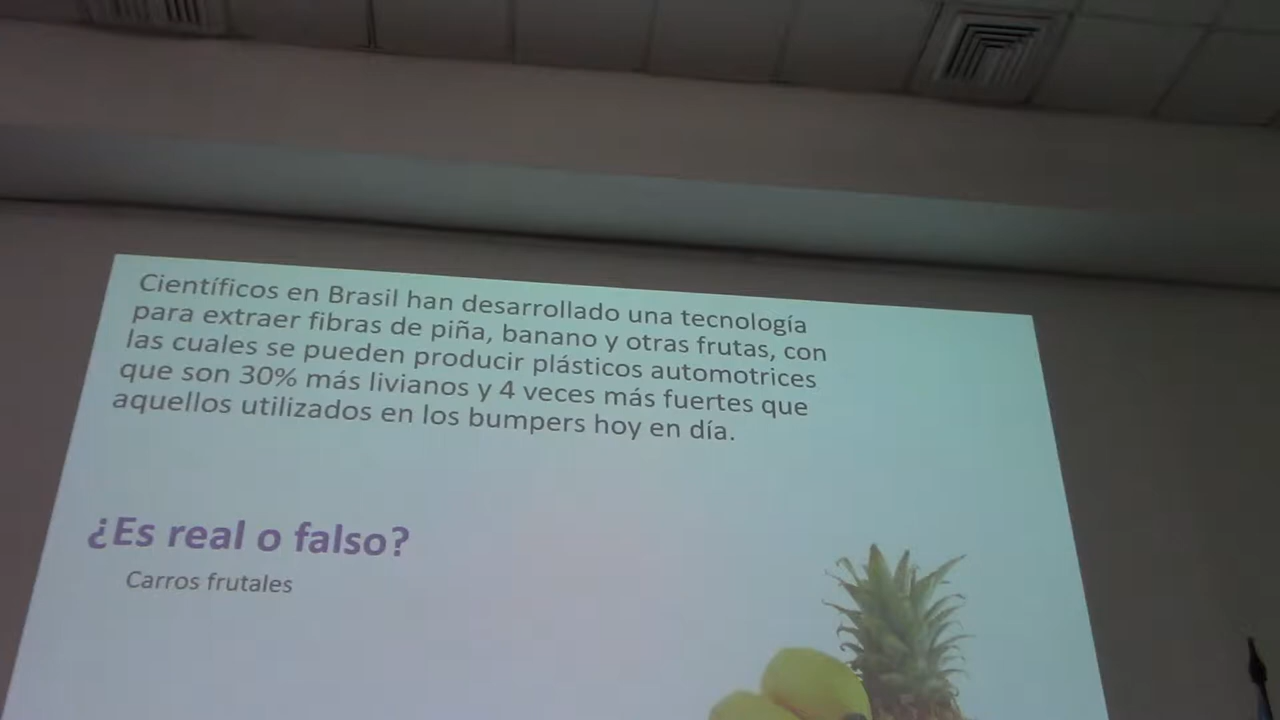 Científicos en Brasil han desarrollado una tecnología
para extraer fibras de piña, banano y otras frutas, con
las cuales se pueden producir plásticos automotrices
que son 30% más livianos y 4 veces más fuertes que
aquellos utilizados en los bumpers hoy en día.
¿Es real o falso?
Carros frutales